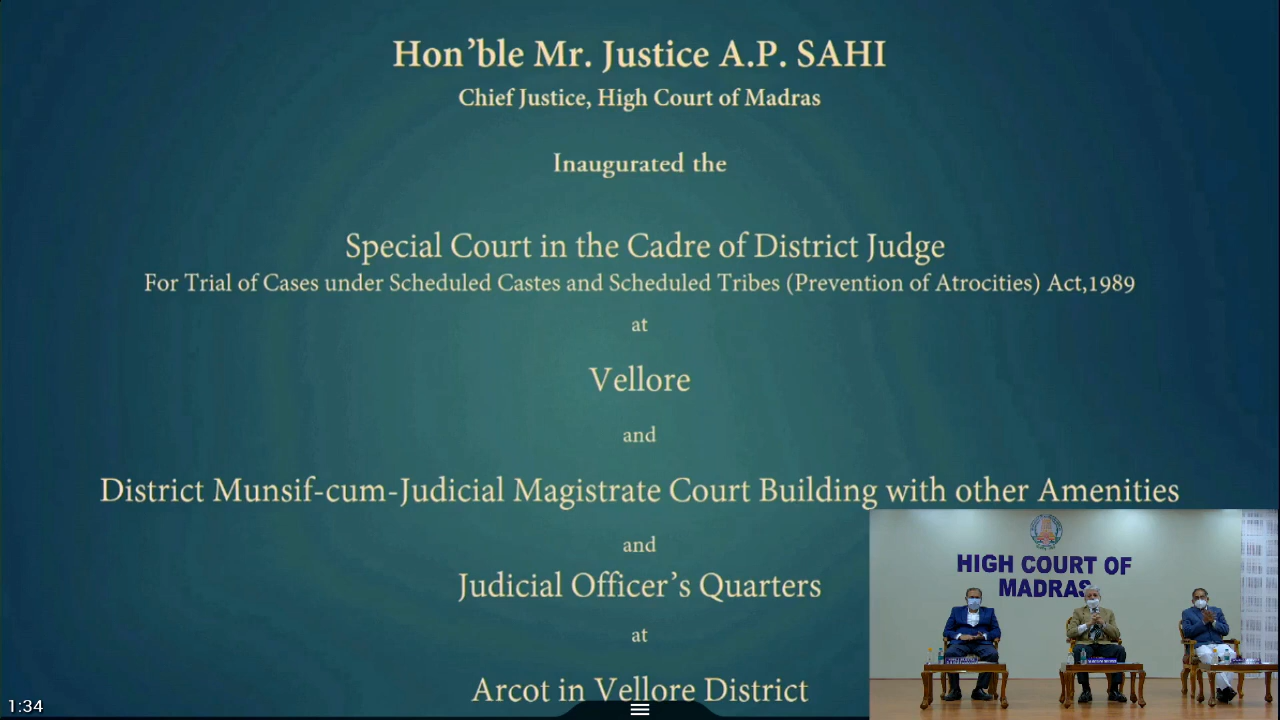 Hon’ble Mr. Justice A.P. SAHI
Chief Justice, High Court of Madras
Inaugurated the
Special Court in the Cadre of District Judge
For Trial of Cases under Scheduled Castes and Scheduled Tribes (Prevention of Atrocities) Act,1989
at
Vellore
and
District Munsif-cum-Judicial Magistrate Court Building with other Amenities
and
Judicial Officer’s Quarters
at
Arcot in Vellore District
HIGH COURT OF
MADRAS
1:34